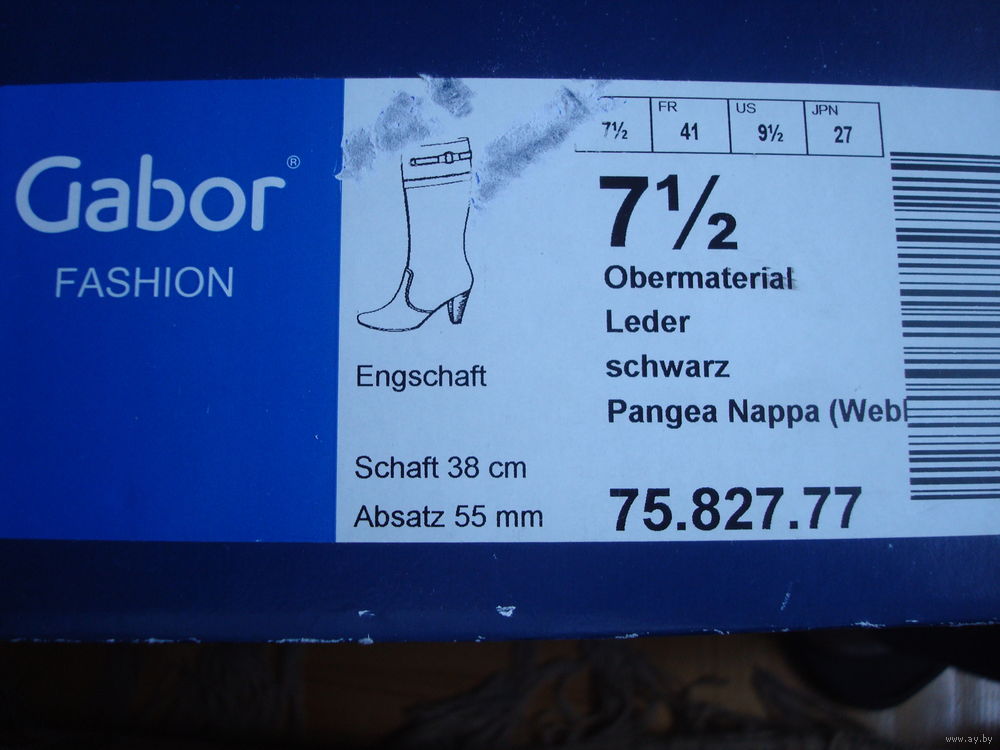 Gabor®
FASHION
FR US JPN
7½ 41 9½ 27
7½
Obermaterial
Leder
schwarz
Pangea Nappa (Webl
75.827.77
Engschaft
Schaft 38 cm
Absatz 55 mm
www.ay.by